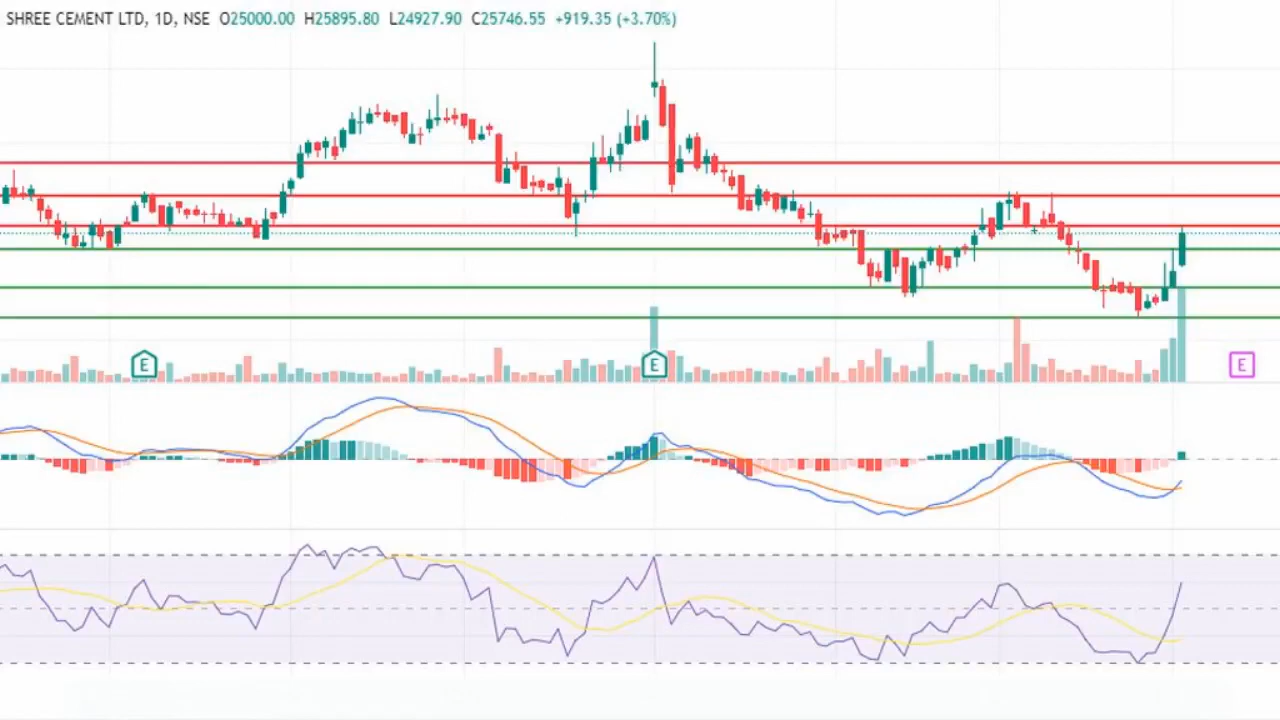 SHREE CEMENT LTD, 1D, NSE O25000.00 H25895.80 L24927.90 C25746.55 +919.35 (+3.70%)
E E E